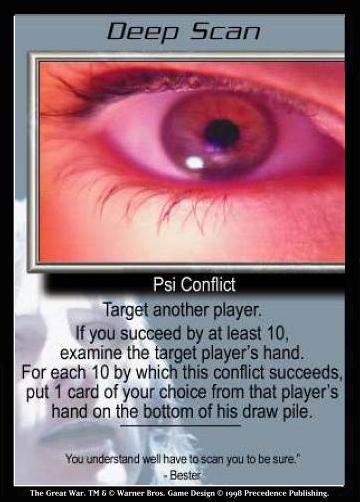 Deep Scan
Psi Conflict
Target another player.
If you succeed by at least 10,
examine the target player's hand.
For each 10 by which this conflict succeeds,
put 1 card of your choice from that player's
hand on the bottom of his draw pile.
You understand well have to scan you to be sure."
- Bester
The Great War. TM & © Warner Bros. Game Design © 1998 Precedence Publishing.